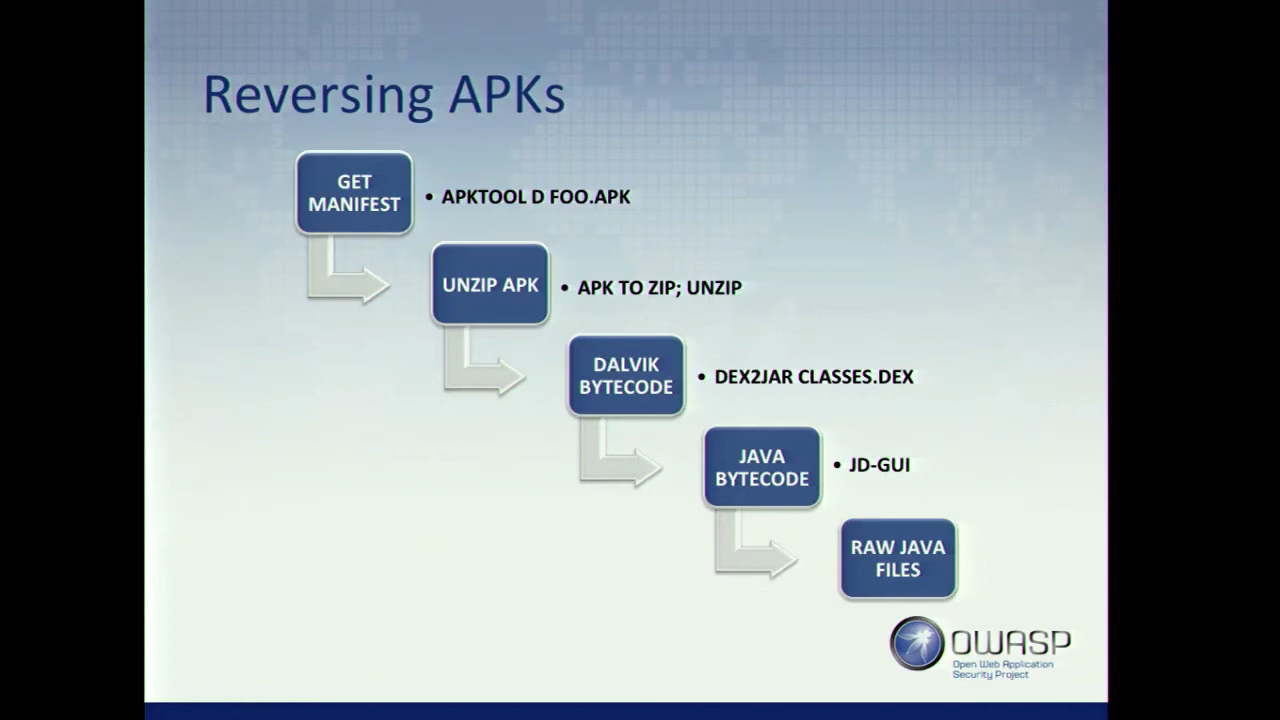 Reversing APKs
GET
MANIFEST
• APKTOOL D FOO.APK
UNZIP APK
• APK TO ZIP; UNZIP
DALVIK
BYTECODE
• DEX2JAR CLASSES.DEX
JAVA
BYTECODE
• JD-GUI
RAW JAVA
FILES
OWASP
Open Web Application
Security Project